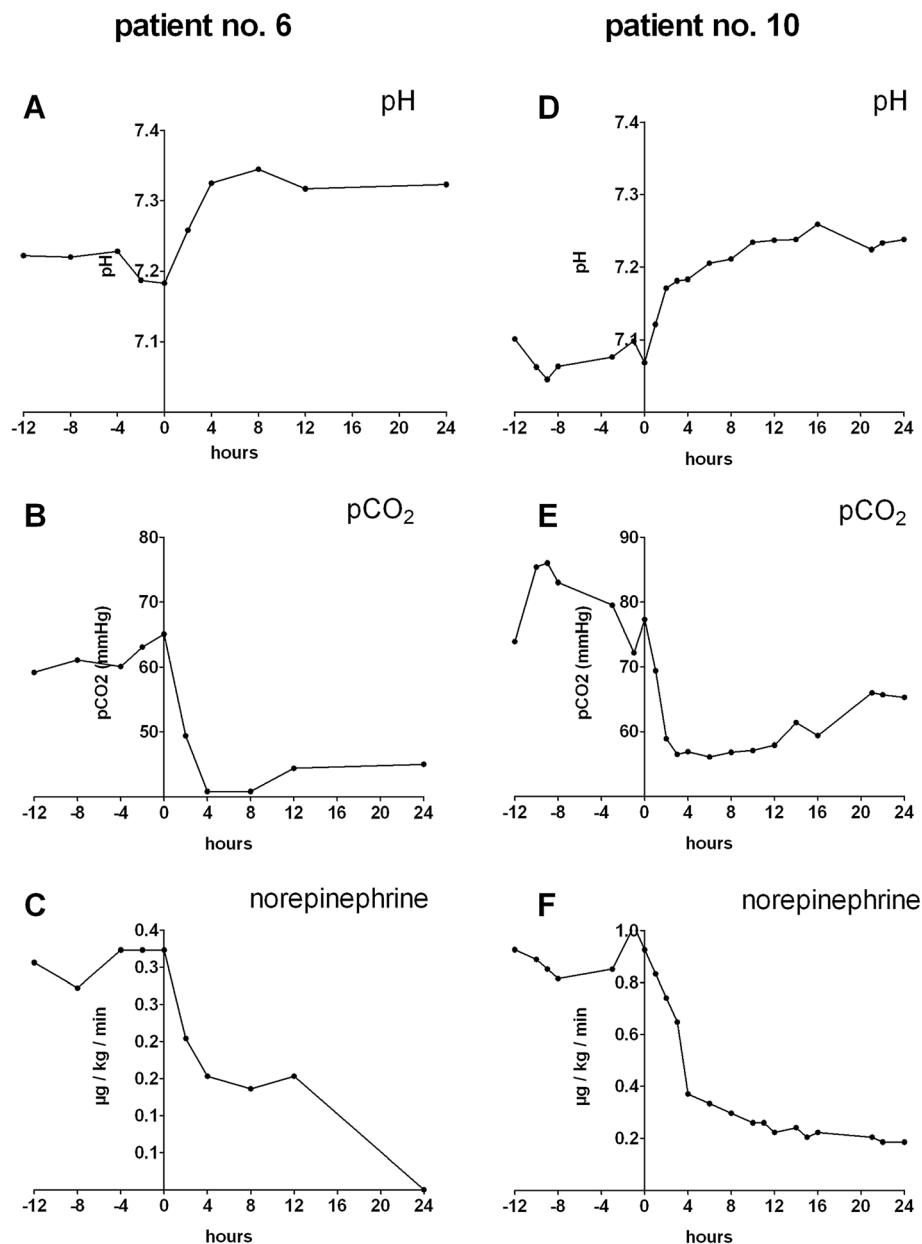 patient no. 6
patient no. 10
A
pH
7.4
7.3
7.2
7.1
pH
-12 -8 -4 0 4 8 12 16 20 24
hours
D
pH
7.4
7.3
7.2
7.1
pH
-12 -8 -4 0 4 8 12 16 20 24
hours
B
pCO2
80
70
60
50
pCO2 (mmHg)
-12 -8 -4 0 4 8 12 16 20 24
hours
E
pCO2
90
80
70
60
pCO2 (mmHg)
-12 -8 -4 0 4 8 12 16 20 24
hours
C
norepinephrine
0.4
0.3
0.3
0.2
0.2
0.1
0.1
µg / kg / min
-12 -8 -4 0 4 8 12 16 20 24
hours
F
norepinephrine
1.0
0.8
0.6
0.4
0.2
µg / kg / min
-12 -8 -4 0 4 8 12 16 20 24
hours